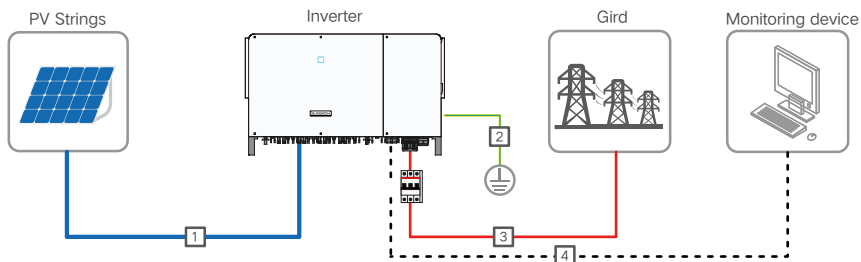 PV Strings
Inverter
Gird
Monitoring device
2
1
3
4